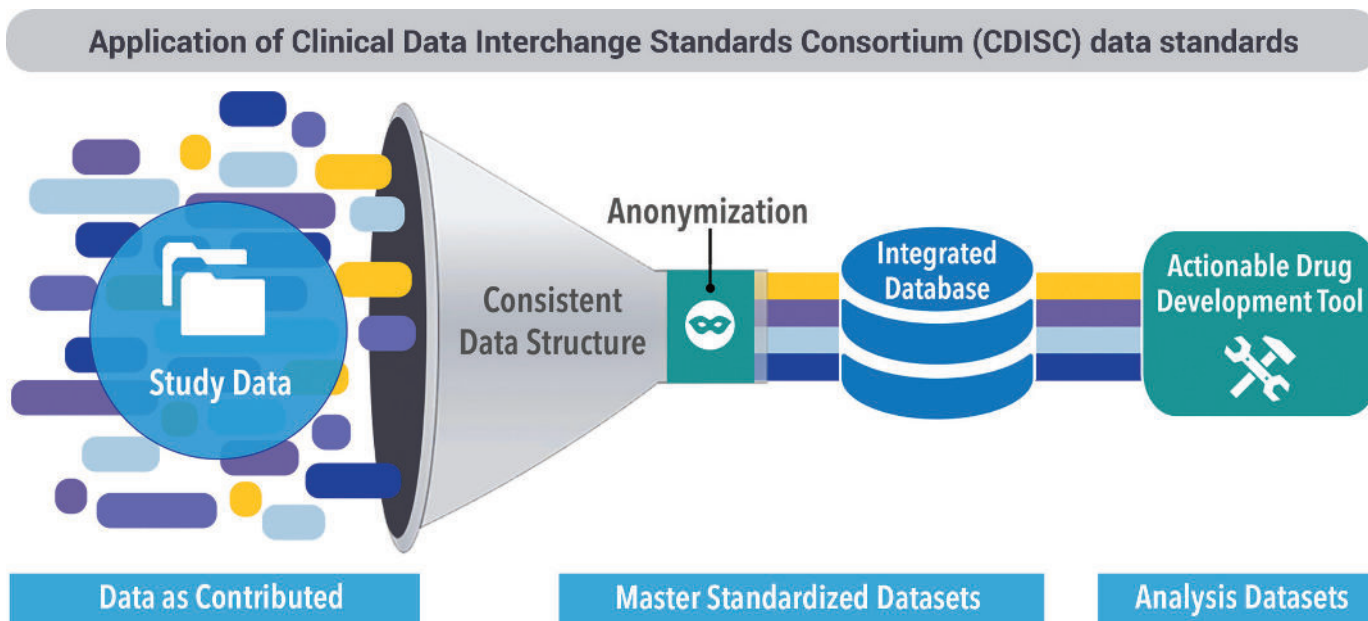 Application of Clinical Data Interchange Standards Consortium (CDISC) data standards
Study Data
Consistent
Data Structure
Anonymization
Integrated
Database
Actionable Drug
Development Tool
Data as Contributed
Master Standardized Datasets
Analysis Datasets